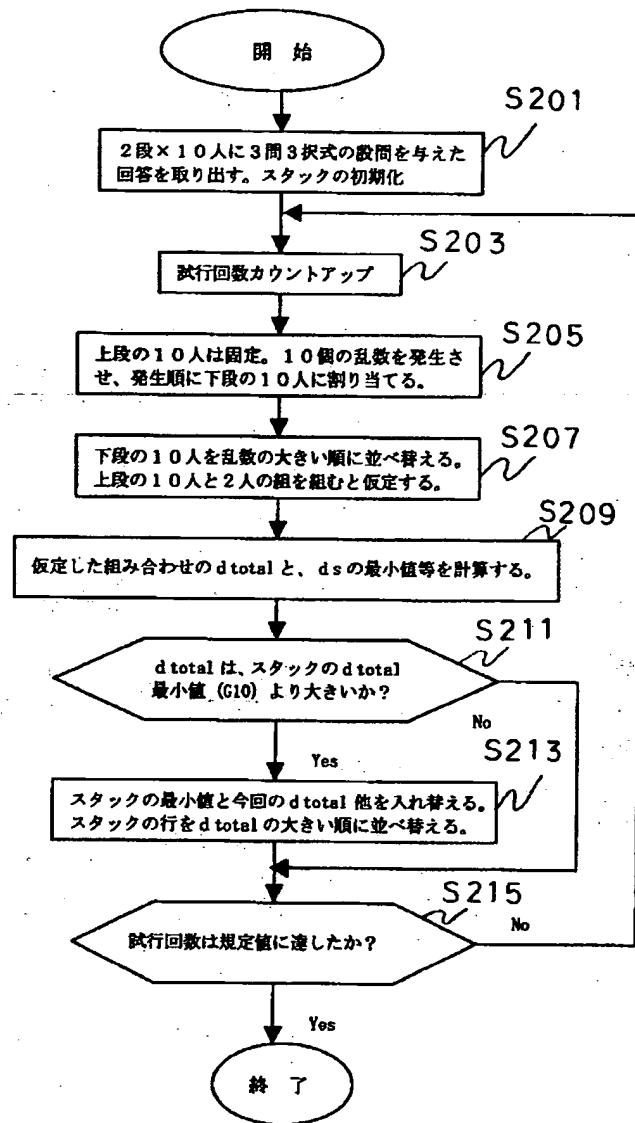 開 始
S201
2段×10人に3問3択式の設問を与えた
回答を取り出す。スタックの初期化
S203
試行回数カウントアップ
S205
上段の10人は固定。10個の乱数を発生さ
せ、発生順に下段の10人に割り当てる。
S207
下段の10人を乱数の大きい順に並べ替える。
上段の10人と2人の組を組むと仮定する。
S209
仮定した組み合わせのdtotalと、dsの最小値等を計算する。
S211
dtotalは、スタックのdtotal
最小値(G10)より大きいか?
No
Yes
S213
スタックの最小値と今回のdtotal他を入れ替える。
スタックの行をdtotalの大きい順に並べ替える。
S215
試行回数は規定値に達したか?
No
Yes
終 了